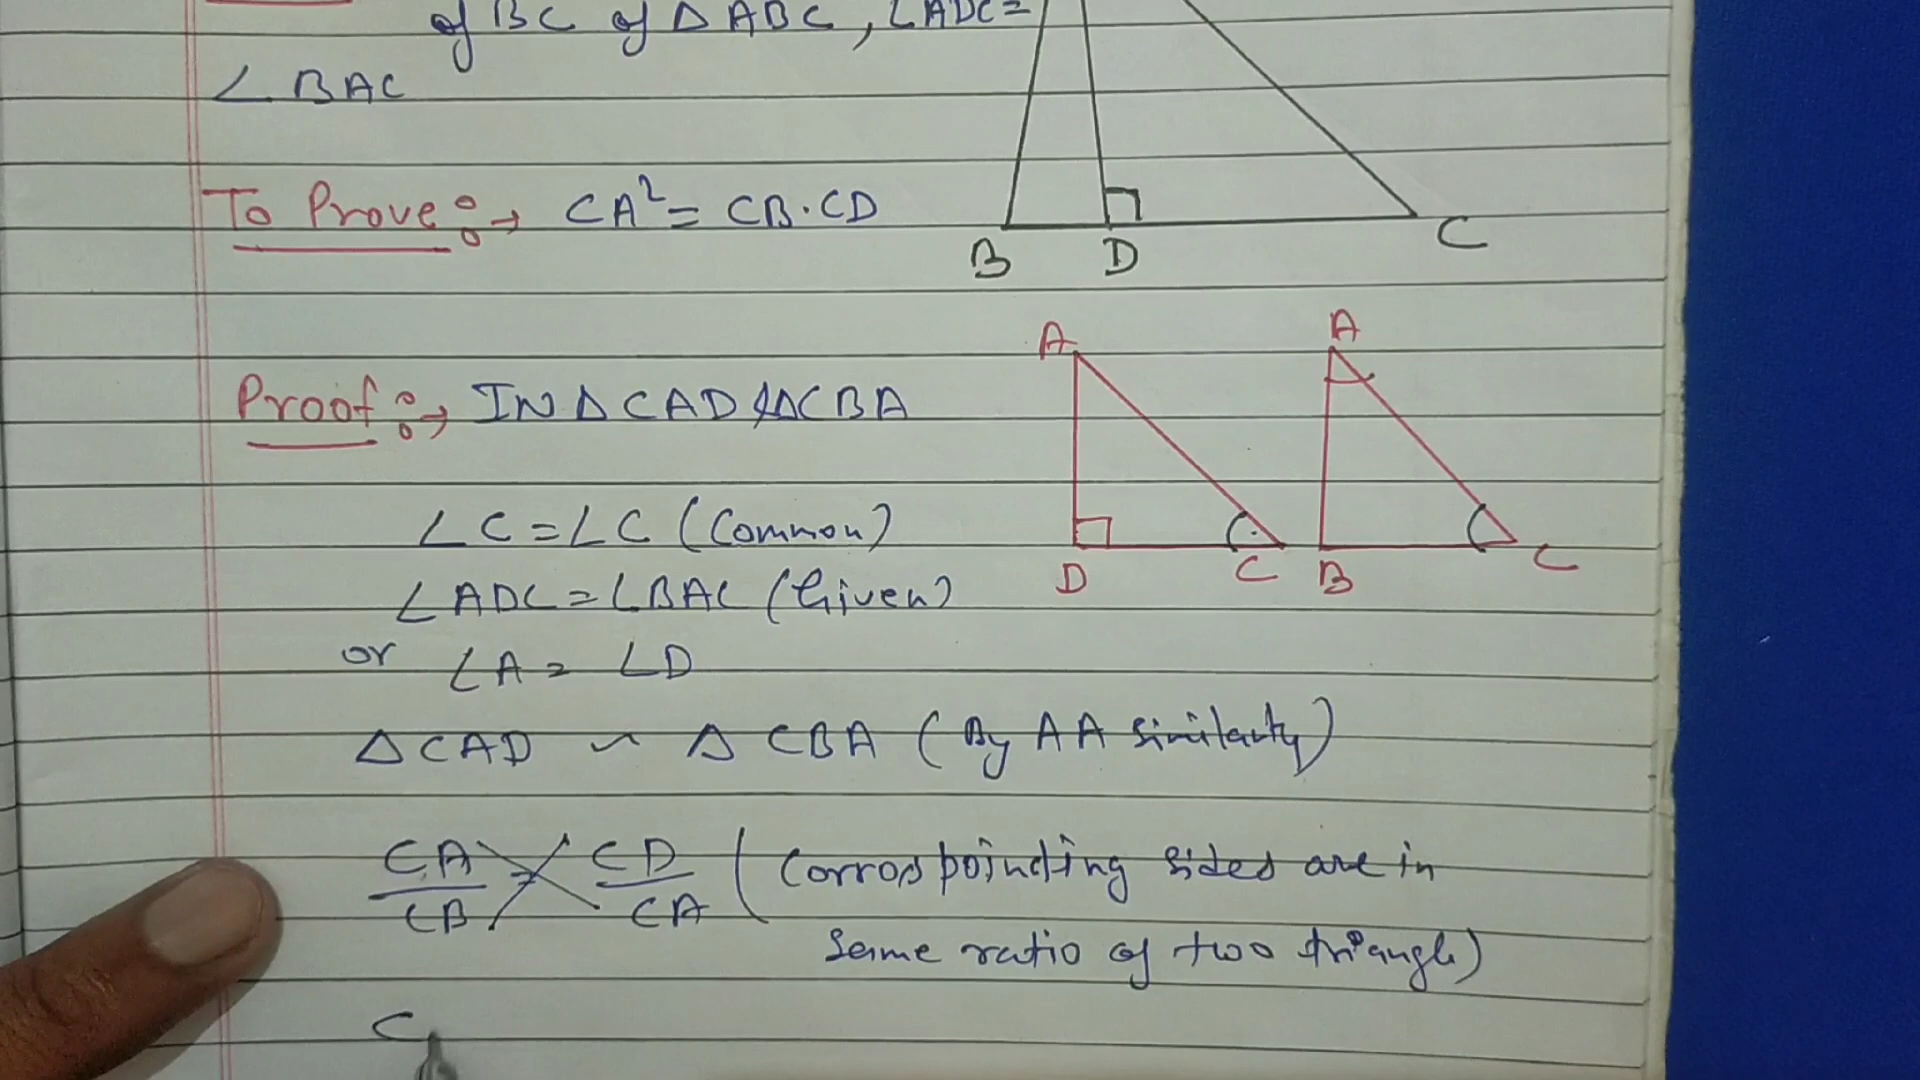 of BC of △ ABC, ∠ADC =
∠ BAC
To Prove :→ CA² = CB·CD
B D C
A A
Proof :→ IN △ CAD & △CBA
∠C = ∠C (Common)
D C B C
∠ADC = ∠BAC (Given)
or ∠A = ∠D
△CAD ~ △ CBA (By AA similarity)
CA/CB = CD/CA (Corrospointing sides are in
same ratio of two triangle)
C